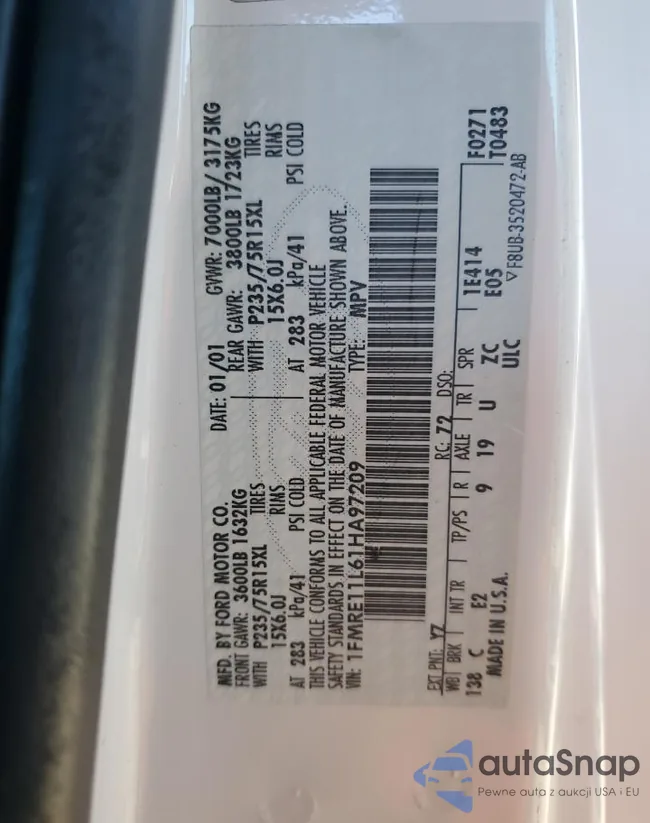 MFD. BY FORD MOTOR CO.
DATE: 01/01 GVWR: 7000LB/ 3175KG
FRONT GAWR: 3600LB 1632KG REAR GAWR: 3800LB 1723KG
WITH P235/75R15XL TIRES WITH P235/75R15XL TIRES
15X6.0J RIMS 15X6.0J RIMS
AT 283 kPa/41 PSI COLD AT 283 kPa/41 PSI COLD
THIS VEHICLE CONFORMS TO ALL APPLICABLE FEDERAL MOTOR VEHICLE
SAFETY STANDARDS IN EFFECT ON THE DATE OF MANUFACTURE SHOWN ABOVE.
VIN: 1FMRE11L61HA97209 TYPE: MPV
EXT PNT: YZ RC: 72 DSO:
WB BRK INT TR TP/PS R AXLE TR SPR 1E414 F0271
138 C E2 9 19 U ZC E05 T0483
MADE IN U.S.A. ULC ▽F8UB-3520472-AB
autaSnap
Pewne auta z aukcji USA i EU